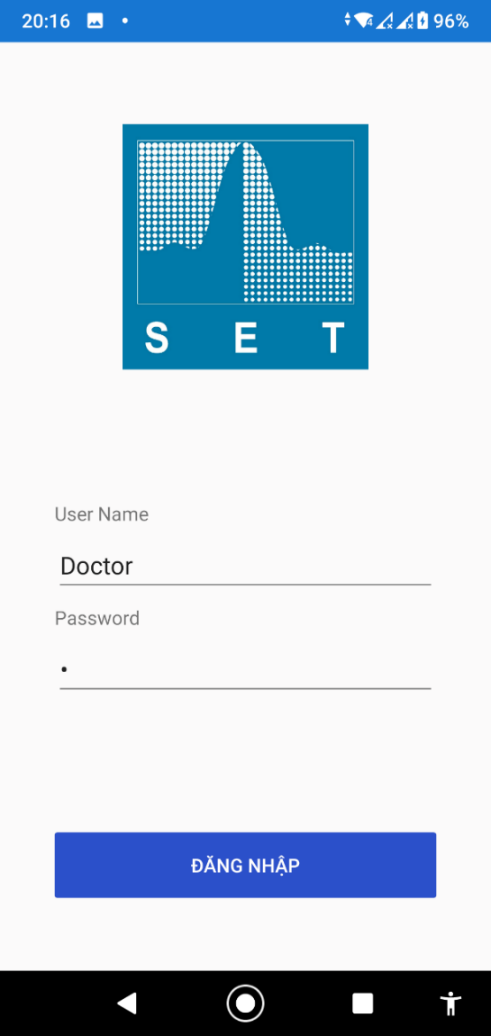 20:16
96%
S E T
User Name
Doctor
Password
•
ĐĂNG NHẬP